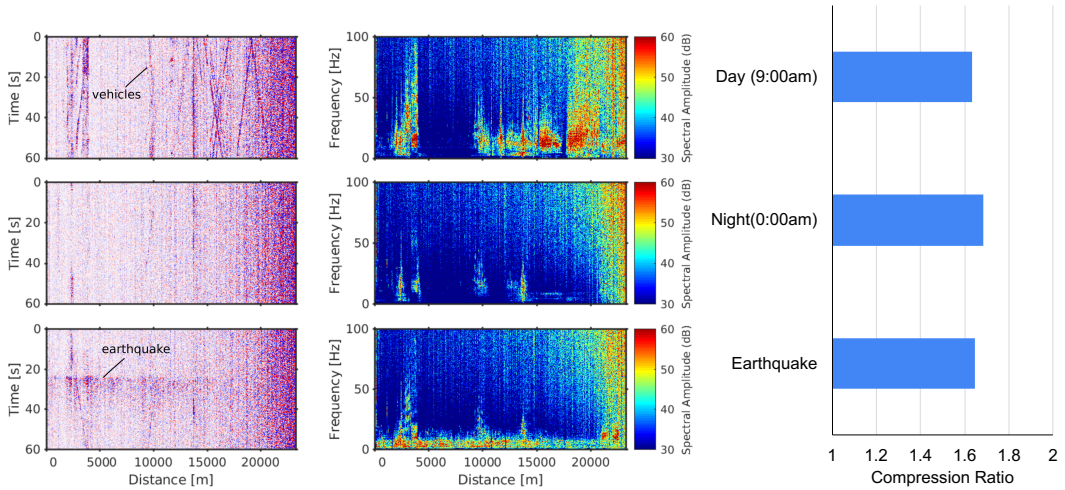 0
20
40
60
Time [s]
vehicles
100
50
0
Frequency [Hz]
60
50
40
30
Spectral Amplitude (dB)
Day (9:00am)
0
20
40
60
Time [s]
100
50
0
Frequency [Hz]
60
50
40
30
Spectral Amplitude (dB)
Night(0:00am)
0
20
40
60
Time [s]
earthquake
100
50
0
Frequency [Hz]
60
50
40
30
Spectral Amplitude (dB)
Earthquake
0 5000 10000 15000 20000
Distance [m]
0 5000 10000 15000 20000
Distance [m]
1 1.2 1.4 1.6 1.8 2
Compression Ratio